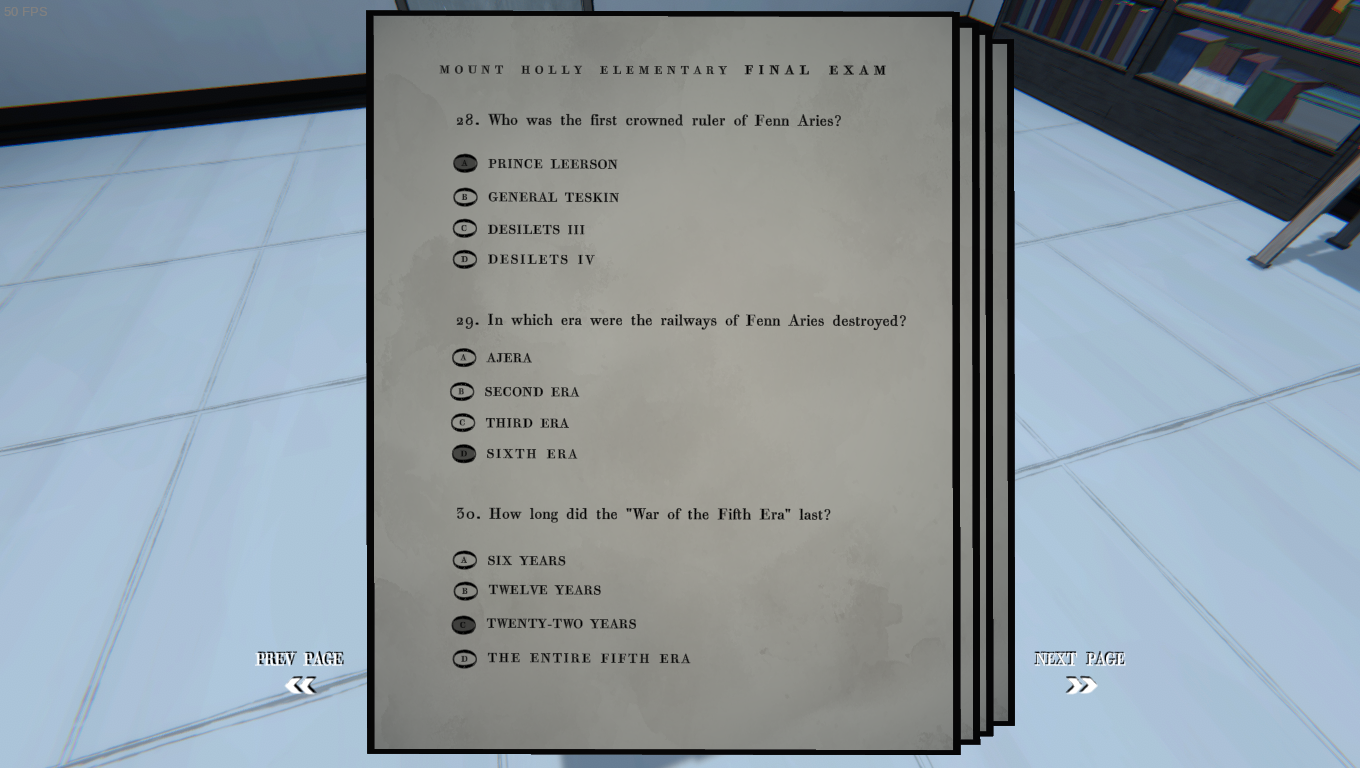 50 FPS
MOUNT HOLLY ELEMENTARY FINAL EXAM
28. Who was the first crowned ruler of Fenn Aries?
A PRINCE LEERSON
B GENERAL TESKIN
C DESILETS III
D DESILETS IV
29. In which era were the railways of Fenn Aries destroyed?
A AJERA
B SECOND ERA
C THIRD ERA
D SIXTH ERA
30. How long did the "War of the Fifth Era" last?
A SIX YEARS
B TWELVE YEARS
C TWENTY-TWO YEARS
D THE ENTIRE FIFTH ERA
PREV PAGE
NEXT PAGE